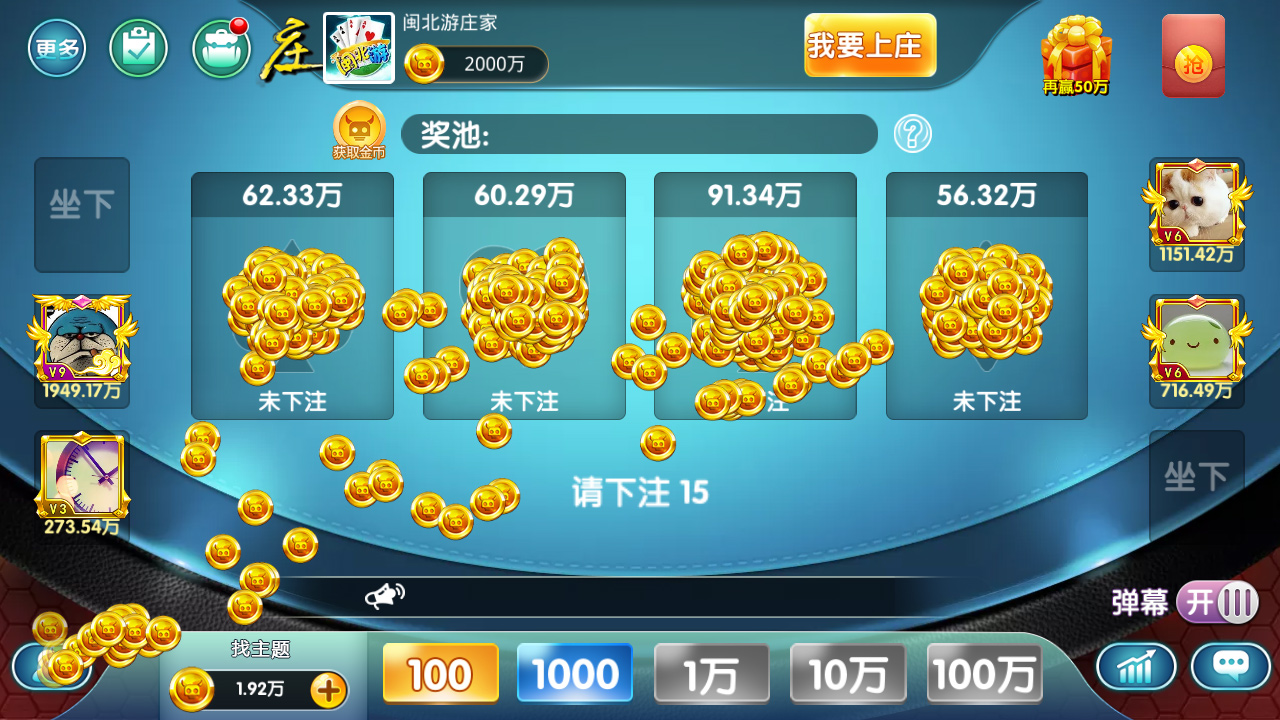 更多
庄
闽北游
闽北游庄家
2000万
我要上庄
再赢50万
抢
获取金币
奖池:
坐下
62.33万
60.29万
91.34万
56.32万
V6
1151.42万
V9
1949.17万
V6
716.49万
未下注
未下注
注
未下注
V3
273.54万
坐下
请下注 15
弹幕
开
找主题
1.92万
100
1000
1万
10万
100万